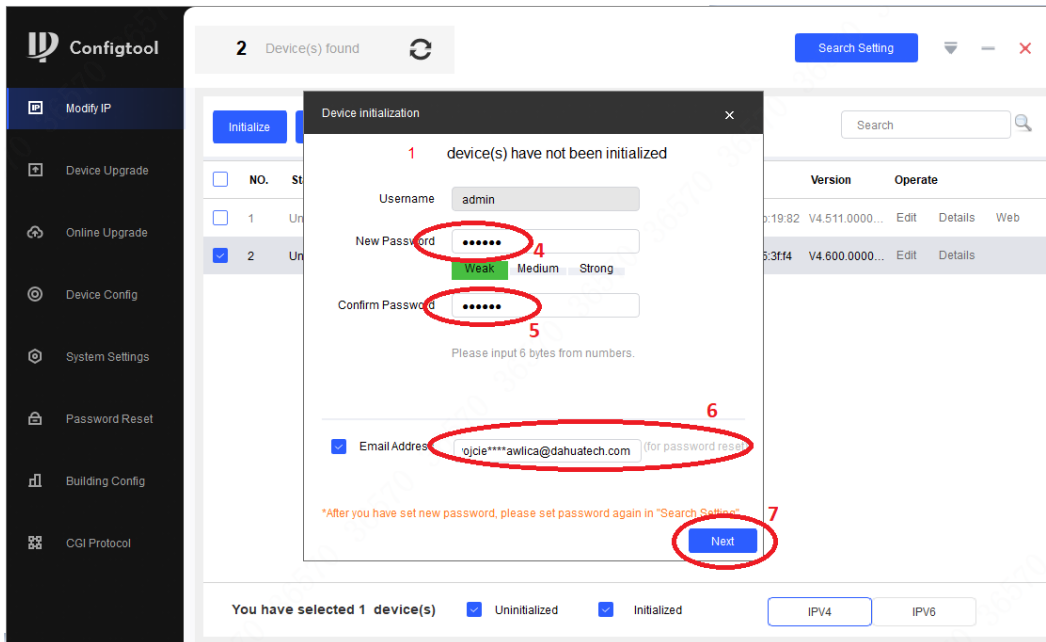 Configtool
2 Device(s) found
Search Setting
Modify IP
Device Upgrade
Online Upgrade
Device Config
System Settings
Password Reset
Building Config
CGI Protocol
Initialize
Search
NO.
Version Operate
1 :19:82 V4.511.0000... Edit Details Web
2 V4.600.0000... Edit Details
Device initialization
1 device(s) have not been initialized
Username admin
New Password ••••••
4
Weak Medium Strong
Confirm Password ••••••
5
Please input 6 bytes from numbers.
6
Email Address ojcie****awlica@dahuatech.com (for password reset)
*After you have set new password, please set password again in "Search Setting"
7
Next
You have selected 1 device(s) Uninitialized Initialized IPV4 IPV6